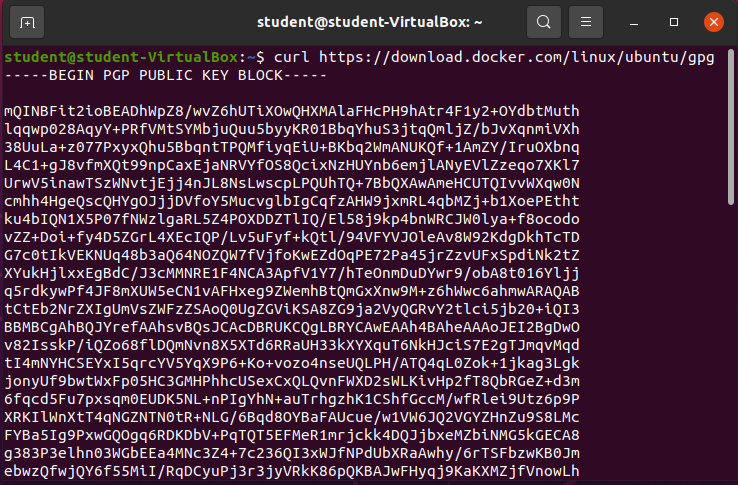 student@student-VirtualBox: ~
student@student-VirtualBox:~$ curl https://download.docker.com/linux/ubuntu/gpg
-----BEGIN PGP PUBLIC KEY BLOCK-----
mQINBFit2ioBEADhWpZ8/wvZ6hUTiXOwQHXMAlaFHcPH9hAtr4F1y2+OYdbtMuth
lqqwp028AqyY+PRfVMtSYMbjuQuu5byyKR01BbqYhuS3jtqQmljZ/bJvXqnmiVXh
38UuLa+z077PxyxQhu5BbqntTPQMfiyqEiU+BKbq2WmANUKQf+1AmZY/IruOXbnq
L4C1+gJ8vfmXQt99npCaxEjaNRVYfOS8QcixNzHUYnb6emjlANyEVlZzeqo7XKl7
UrwV5inawTSzWNvtjEjj4nJL8NsLwscpLPQUhTQ+7BbQXAwAmeHCUTQIvvWXqw0N
cmhh4HgeQscQHYgOJjjDVfoY5MucvglbIgCqfzAHW9jxmRL4qbMZj+b1XoePEtht
ku4bIQN1X5P07fNWzlgaRL5Z4POXDDZTlIQ/El58j9kp4bnWRCJW0lya+f8ocodo
vZZ+Doi+fy4D5ZGrL4XEcIQP/Lv5uFyf+kQtl/94VFYVJOleAv8W92KdgDkhTcTD
G7c0tIkVEKNUq48b3aQ64NOZQW7fVjfoKwEZdOqPE72Pa45jrZzvUFxSpdiNk2tZ
XYukHjlxxEgBdC/J3cMMNRE1F4NCA3ApfV1Y7/hTeOnmDuDYwr9/obA8t016Yljj
q5rdkywPf4JF8mXUW5eCN1vAFHxeg9ZWemhBtQmGxXnw9M+z6hWwc6ahmwARAQAB
tCtEb2NrZXIgUmVsZWFzZSAoQ0UgZGViKSA8ZG9ja2VyQGRvY2tlci5jb20+iQI3
BBMBCgAhBQJYrefAAhsvBQsJCAcDBRUKCQgLBRYCAwEAAh4BAheAAAoJEI2BgDwO
v82IsskP/iQZo68flDQmNvn8X5XTd6RRaUH33kXYXquT6NkHJciS7E2gTJmqvMqd
tI4mNYHCSEYxI5qrcYV5YqX9P6+Ko+vozo4nseUQLPH/ATQ4qL0Zok+1jkag3Lgk
jonyUf9bwtWxFp05HC3GMHPhhcUSexCxQLQvnFWXD2sWLKivHp2fT8QbRGeZ+d3m
6fqcd5Fu7pxsqm0EUDK5NL+nPIgYhN+auTrhgzhK1CShfGccM/wfRlei9Utz6p9P
XRKIlWnXtT4qNGZNTN0tR+NLG/6Bqd8OYBaFAUcue/w1VW6JQ2VGYZHnZu9S8LMc
FYBa5Ig9PxwGQOgq6RDKDbV+PqTQT5EFMeR1mrjckk4DQJjbxeMZbiNMG5kGECA8
g383P3elhn03WGbEEa4MNc3Z4+7c236QI3xWJfNPdUbXRaAwhy/6rTSFbzwKB0Jm
ebwzQfwjQY6f55MiI/RqDCyuPj3r3jyVRkK86pQKBAJwFHyqj9KaKXMZjfVnowLh